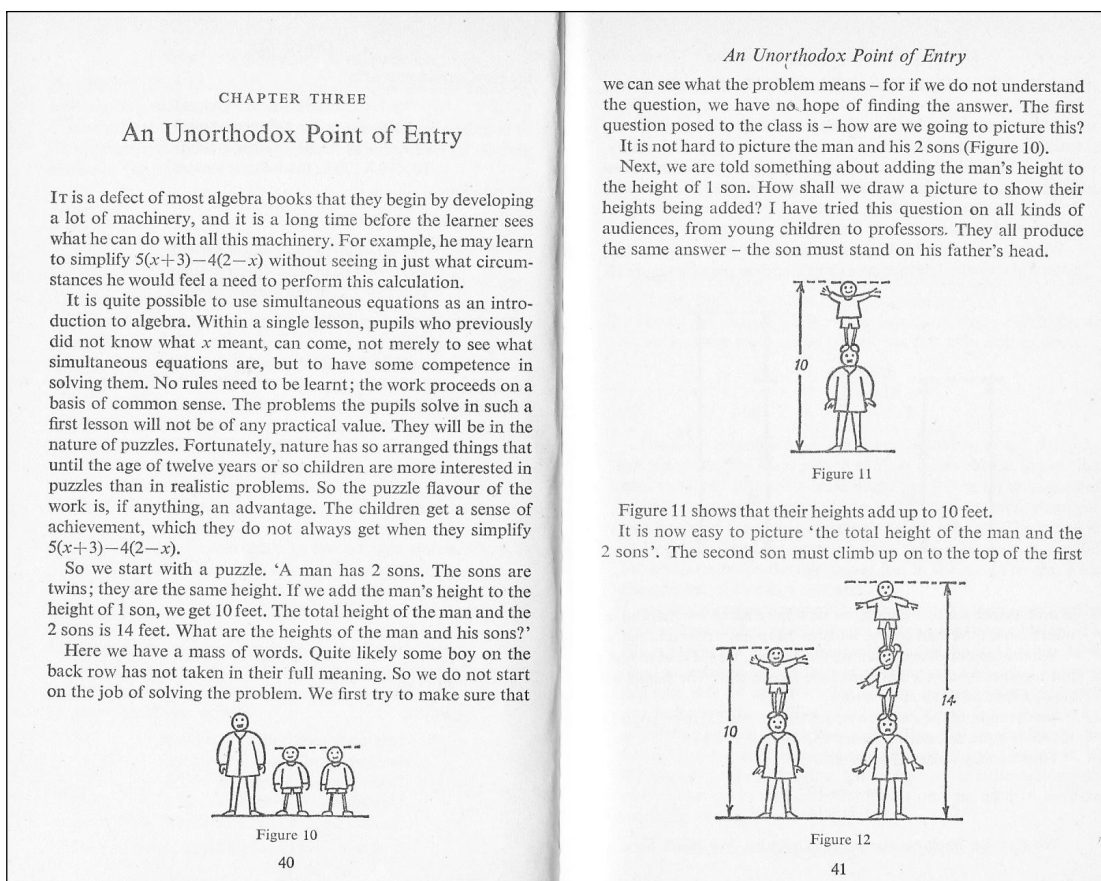 CHAPTER THREE
An Unorthodox Point of Entry
IT is a defect of most algebra books that they begin by developing
a lot of machinery, and it is a long time before the learner sees
what he can do with all this machinery. For example, he may learn
to simplify 5(x+3)−4(2−x) without seeing in just what circum-
stances he would feel a need to perform this calculation.
It is quite possible to use simultaneous equations as an intro-
duction to algebra. Within a single lesson, pupils who previously
did not know what x meant, can come, not merely to see what
simultaneous equations are, but to have some competence in
solving them. No rules need to be learnt; the work proceeds on a
basis of common sense. The problems the pupils solve in such a
first lesson will not be of any practical value. They will be in the
nature of puzzles. Fortunately, nature has so arranged things that
until the age of twelve years or so children are more interested in
puzzles than in realistic problems. So the puzzle flavour of the
work is, if anything, an advantage. The children get a sense of
achievement, which they do not always get when they simplify
5(x+3)−4(2−x).
So we start with a puzzle. ‘A man has 2 sons. The sons are
twins; they are the same height. If we add the man's height to the
height of 1 son, we get 10 feet. The total height of the man and the
2 sons is 14 feet. What are the heights of the man and his sons?’
Here we have a mass of words. Quite likely some boy on the
back row has not taken in their full meaning. So we do not start
on the job of solving the problem. We first try to make sure that
Figure 10
40
An Unorthodox Point of Entry
we can see what the problem means – for if we do not understand
the question, we have no hope of finding the answer. The first
question posed to the class is – how are we going to picture this?
It is not hard to picture the man and his 2 sons (Figure 10).
Next, we are told something about adding the man's height to
the height of 1 son. How shall we draw a picture to show their
heights being added? I have tried this question on all kinds of
audiences, from young children to professors. They all produce
the same answer – the son must stand on his father's head.
10
Figure 11
Figure 11 shows that their heights add up to 10 feet.
It is now easy to picture ‘the total height of the man and the
2 sons’. The second son must climb up on to the top of the first
10
14
Figure 12
41